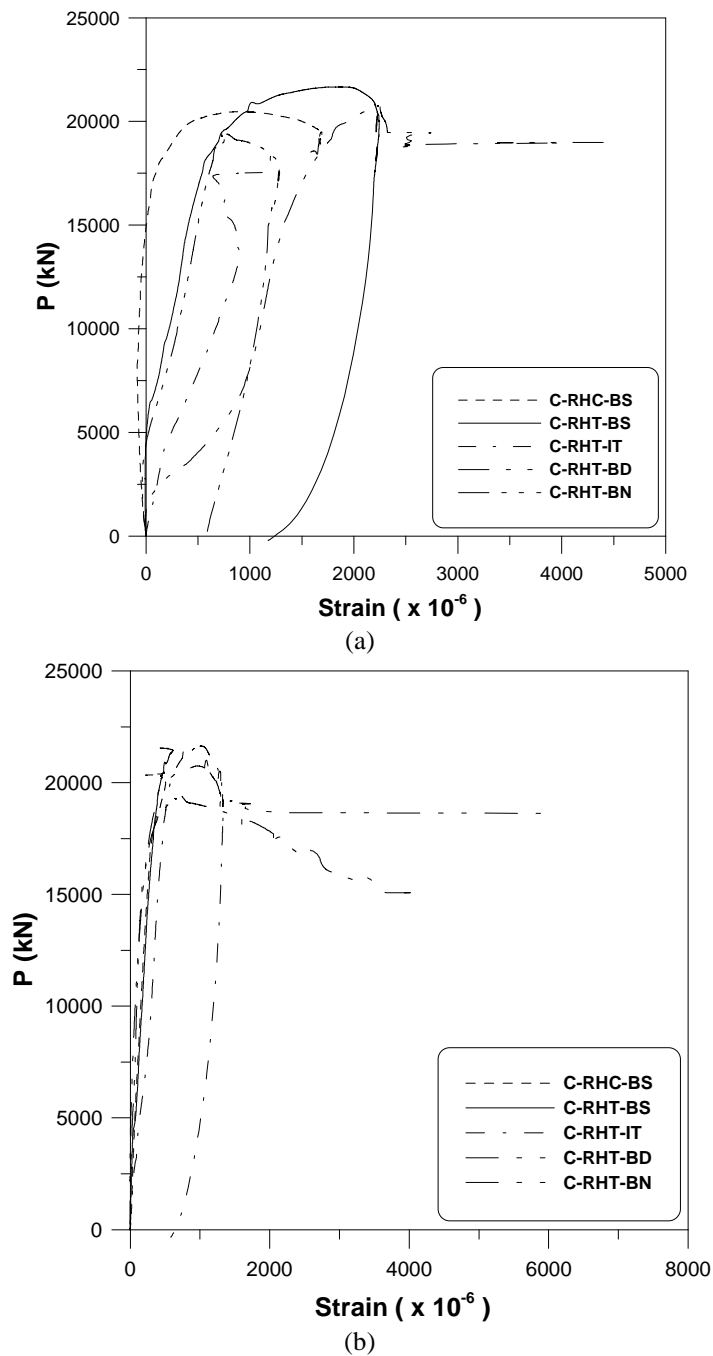 25000
20000
15000
10000
5000
0
P (kN)
C-RHC-BS
C-RHT-BS
C-RHT-IT
C-RHT-BD
C-RHT-BN
0 1000 2000 3000 4000 5000
Strain ( x 10⁻⁶ )
(a)
25000
20000
15000
10000
5000
0
P (kN)
C-RHC-BS
C-RHT-BS
C-RHT-IT
C-RHT-BD
C-RHT-BN
0 2000 4000 6000 8000
Strain ( x 10⁻⁶ )
(b)